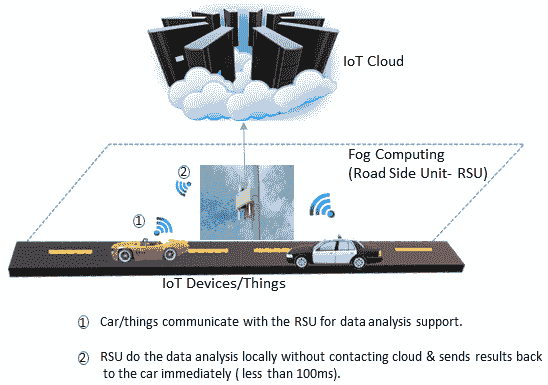 IoT Cloud
Fog Computing
(Road Side Unit- RSU)
②
①
IoT Devices/Things
① Car/things communicate with the RSU for data analysis support.
② RSU do the data analysis locally without contacting cloud & sends results back
to the car immediately ( less than 100ms).